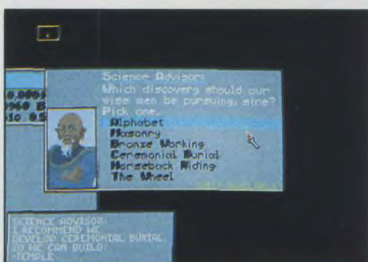 Science Advisor:
Which discovery should our
wise men be pursuing, sire?
Pick one...
Alphabet
Masonry
Bronze Working
Ceremonial Burial
Horseback Riding
The Wheel
SCIENCE ADVISOR:
I RECOMMEND WE
DEVELOP CEREMONIAL BURIAL
SO WE CAN BUILD:
-TEMPLE